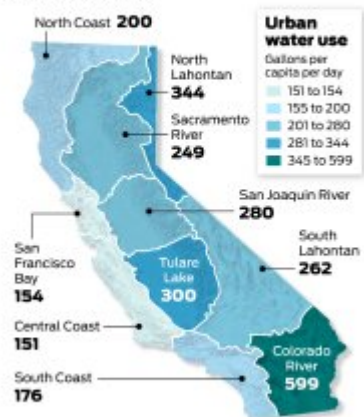 North Coast 200
Urban
water use
Gallons per
capita per day
151 to 154
155 to 200
201 to 280
281 to 344
345 to 599
North
Lahontan
344
Sacramento
River
249
San Joaquin River
280
South
Lahontan
262
San
Francisco
Bay
154
Tulare
Lake
300
Central Coast
151
Colorado
River
599
South Coast
176